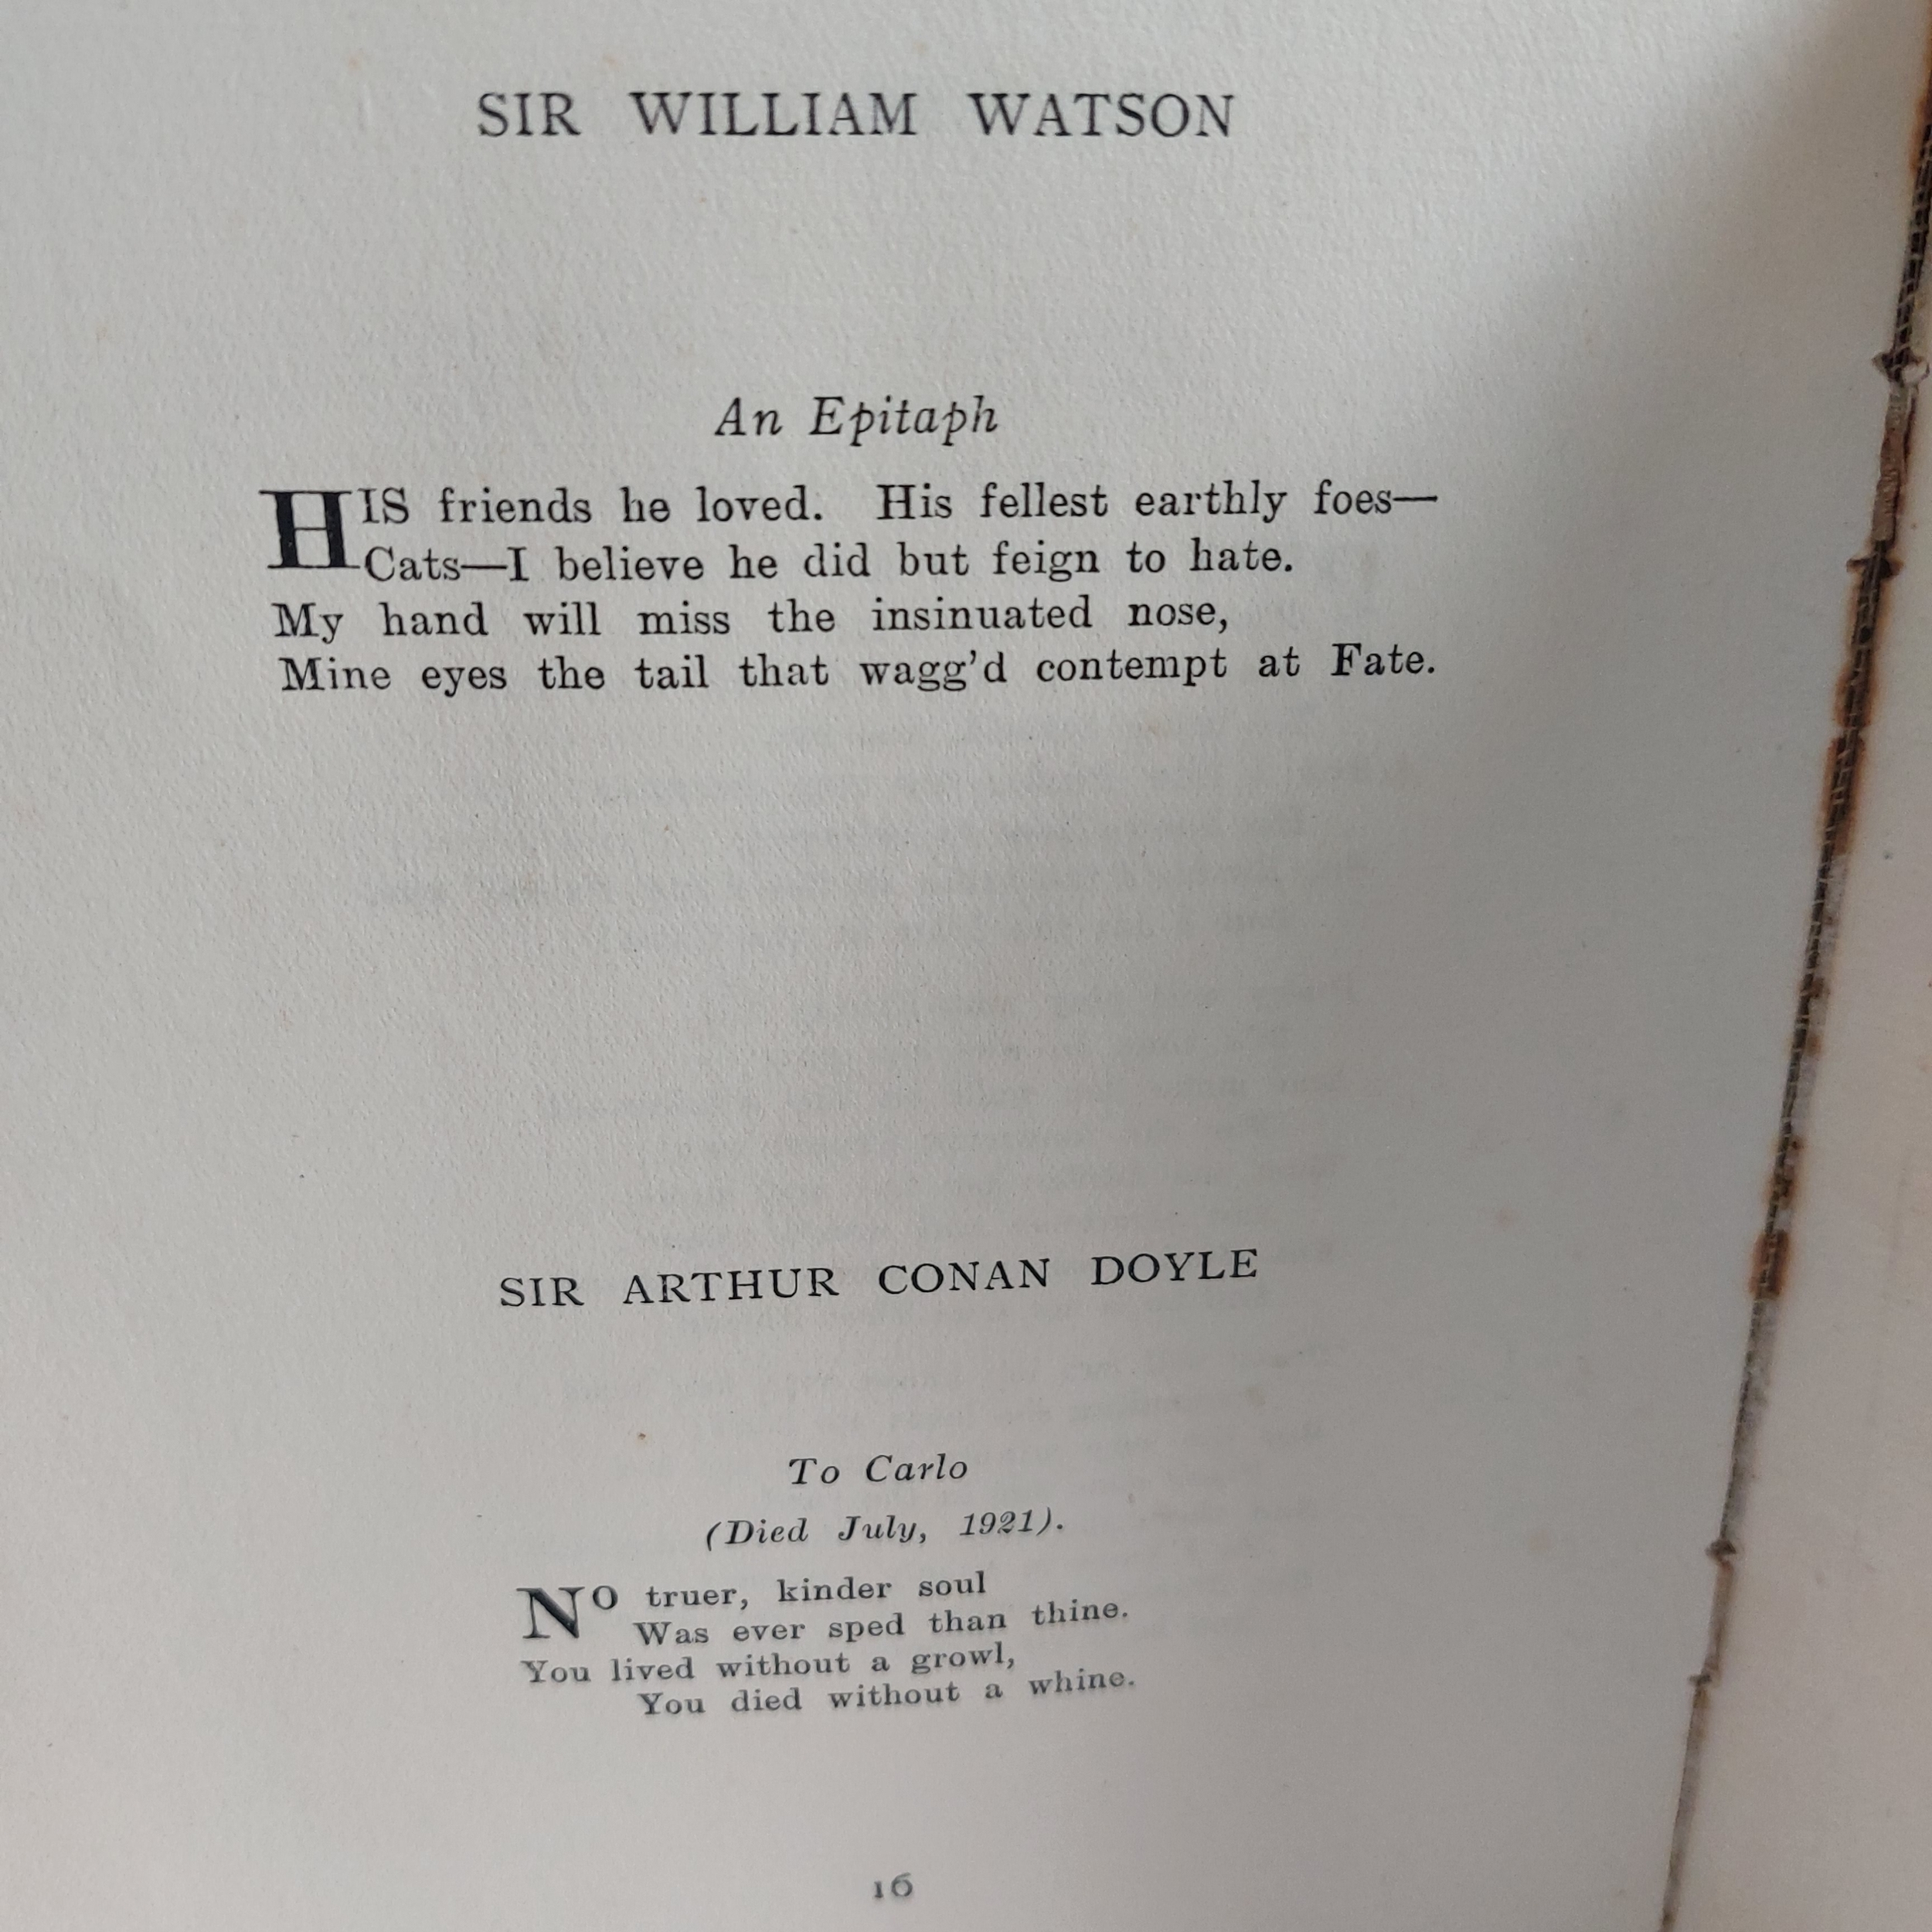 SIR WILLIAM WATSON
An Epitaph
HIS friends he loved. His fellest earthly foes—
Cats—I believe he did but feign to hate.
My hand will miss the insinuated nose,
Mine eyes the tail that wagg'd contempt at Fate.
SIR ARTHUR CONAN DOYLE
To Carlo
(Died July, 1921).
NO truer, kinder soul
Was ever sped than thine.
You lived without a growl,
You died without a whine.
16